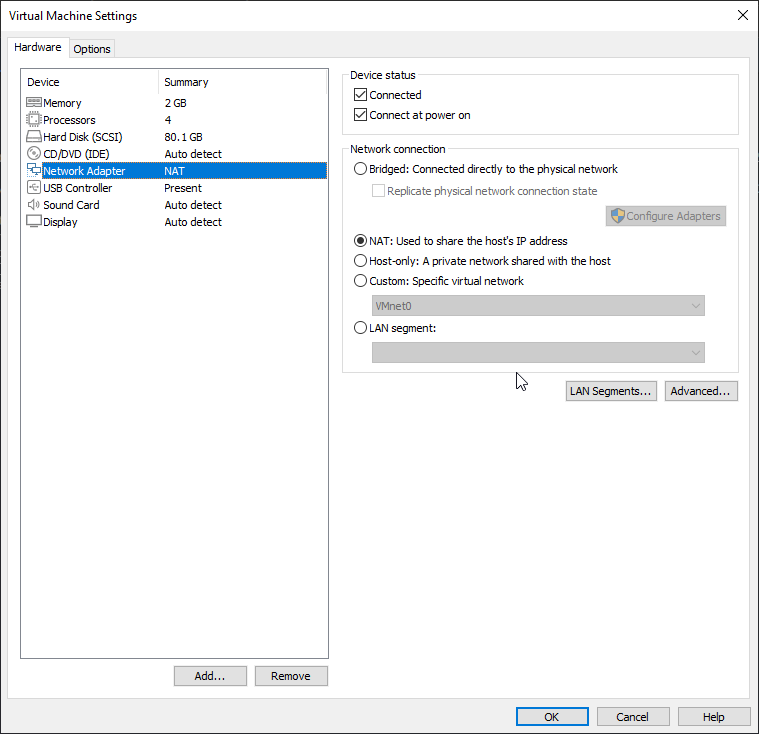 Virtual Machine Settings
Hardware
Options
Device Summary
Memory 2 GB
Processors 4
Hard Disk (SCSI) 80.1 GB
CD/DVD (IDE) Auto detect
Network Adapter NAT
USB Controller Present
Sound Card Auto detect
Display Auto detect
Add...
Remove
Device status
Connected
Connect at power on
Network connection
Bridged: Connected directly to the physical network
Replicate physical network connection state
Configure Adapters
NAT: Used to share the host's IP address
Host-only: A private network shared with the host
Custom: Specific virtual network
VMnet0
LAN segment:
LAN Segments...
Advanced...
OK
Cancel
Help